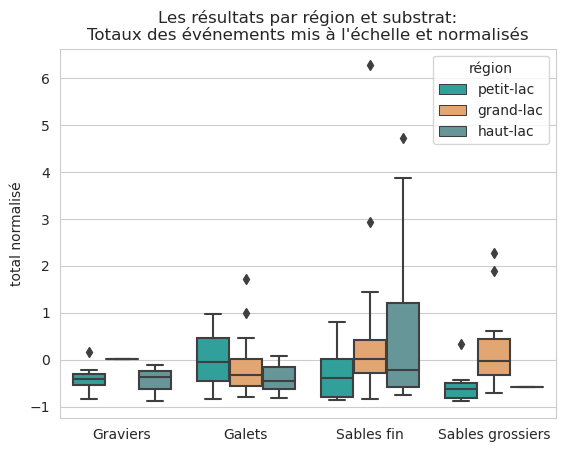 Les résultats par région et substrat:
Totaux des événements mis à l'échelle et normalisés
région
petit-lac
grand-lac
haut-lac
total normalisé
6
5
4
3
2
1
0
−1
Graviers
Galets
Sables fin
Sables grossiers